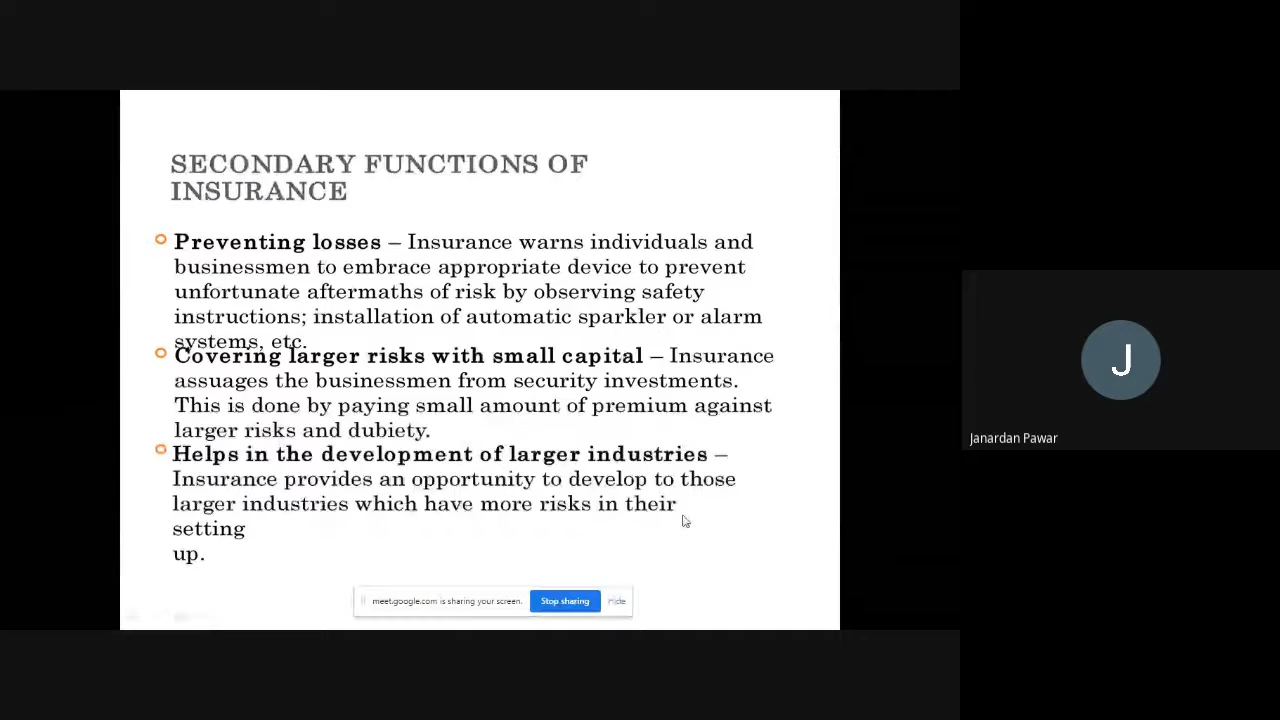 SECONDARY FUNCTIONS OF
INSURANCE
Preventing losses – Insurance warns individuals and
businessmen to embrace appropriate device to prevent
unfortunate aftermaths of risk by observing safety
instructions; installation of automatic sparkler or alarm
systems, etc.
Covering larger risks with small capital – Insurance
assuages the businessmen from security investments.
This is done by paying small amount of premium against
larger risks and dubiety.
Helps in the development of larger industries –
Insurance provides an opportunity to develop to those
larger industries which have more risks in their
setting
up.
meet.google.com is sharing your screen.
Stop sharing
Hide
J
Janardan Pawar